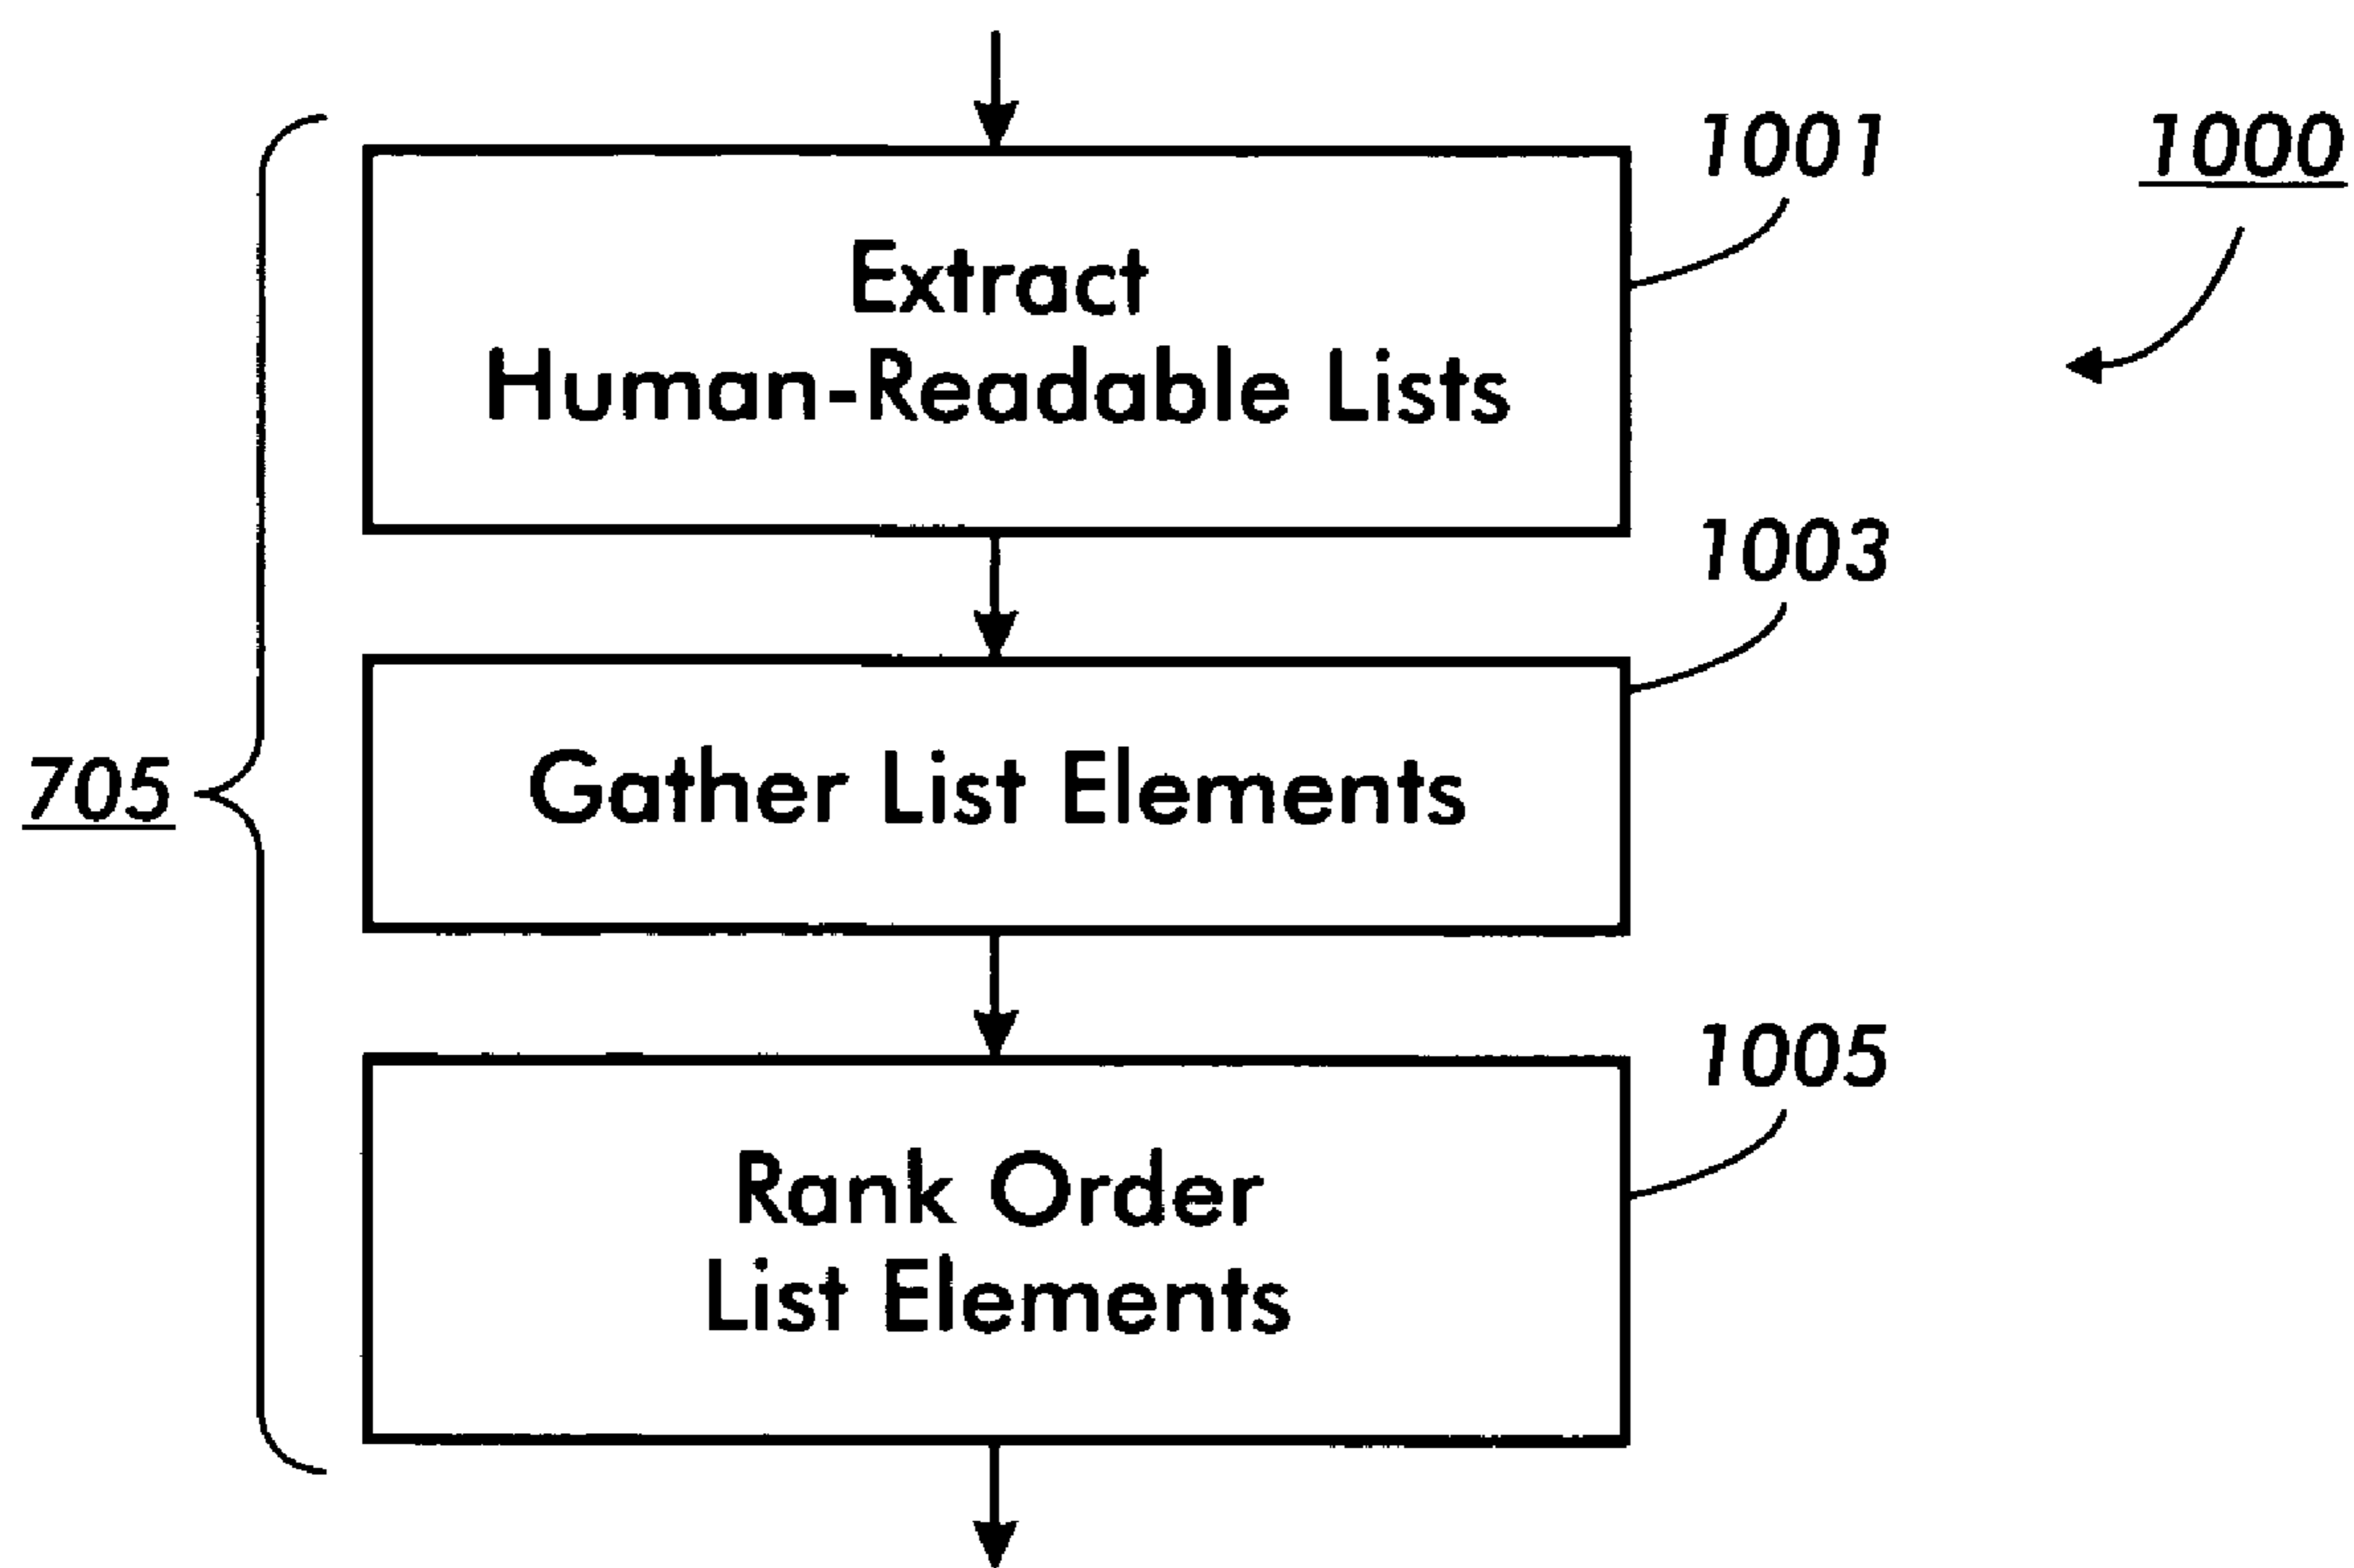 1001
1000
Extract
Human-Readable Lists
1003
705
Gather List Elements
1005
Rank Order
List Elements